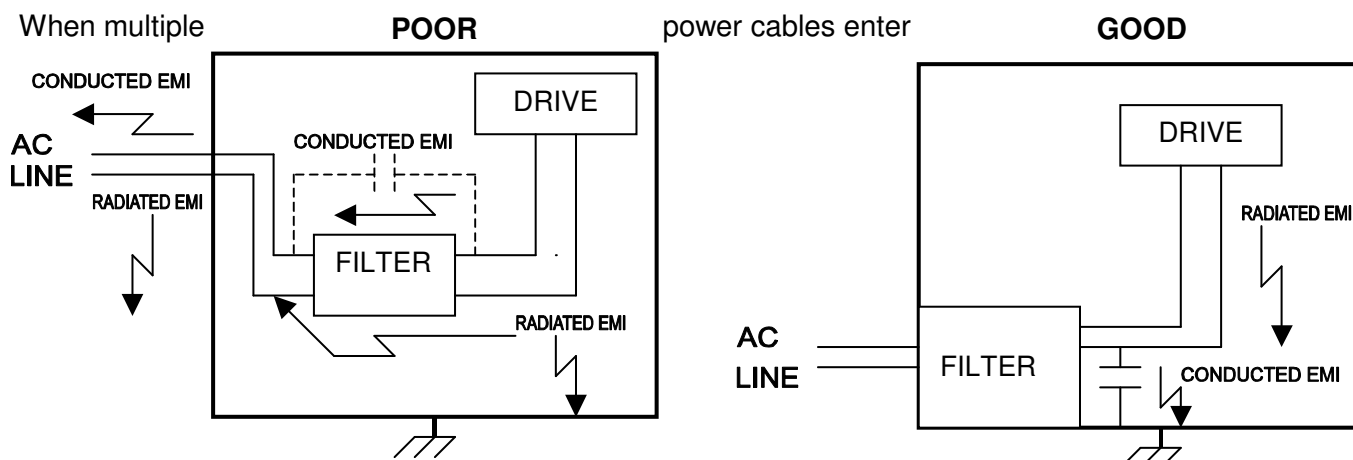 When multiple POOR power cables enter GOOD
CONDUCTED EMI
AC
LINE
RADIATED EMI
CONDUCTED EMI
DRIVE
FILTER
RADIATED EMI
DRIVE
RADIATED EMI
AC
LINE
FILTER
CONDUCTED EMI